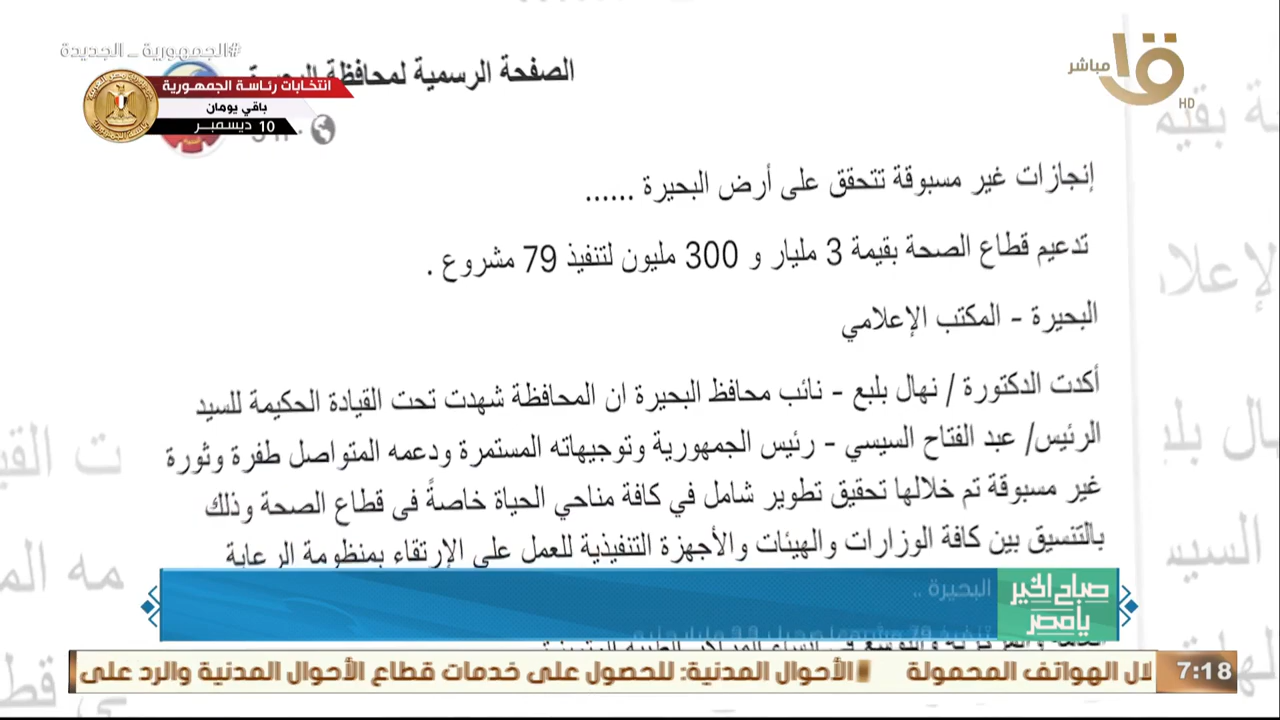 #الجمهورية_الجديدة
انتخابات رئاسة الجمهورية
باقي يومان
10 ديسمبر
مباشر
HD
الصفحة الرسمية لمحافظة
إنجازات غير مسبوقة تتحقق على أرض البحيرة ......
تدعيم قطاع الصحة بقيمة 3 مليار و 300 مليون لتنفيذ 79 مشروع .
البحيرة - المكتب الإعلامي
أكدت الدكتورة / نهال بلبع - نائب محافظ البحيرة ان المحافظة شهدت تحت القيادة الحكيمة للسيد
الرئيس/ عبد الفتاح السيسي - رئيس الجمهورية وتوجيهاته المستمرة ودعمه المتواصل طفرة وثورة
غير مسبوقة تم خلالها تحقيق تطوير شامل في كافة مناحي الحياة خاصةً فى قطاع الصحة وذلك
بالتنسيق بين كافة الوزارات والهيئات والأجهزة التنفيذية للعمل على الإرتقاء بمنظومة الرعاية
صباح الخير يا مصر
البحيرة ..
7:18
الهواتف المحمولة
الأحوال المدنية: للحصول على خدمات قطاع الأحوال المدنية والرد على